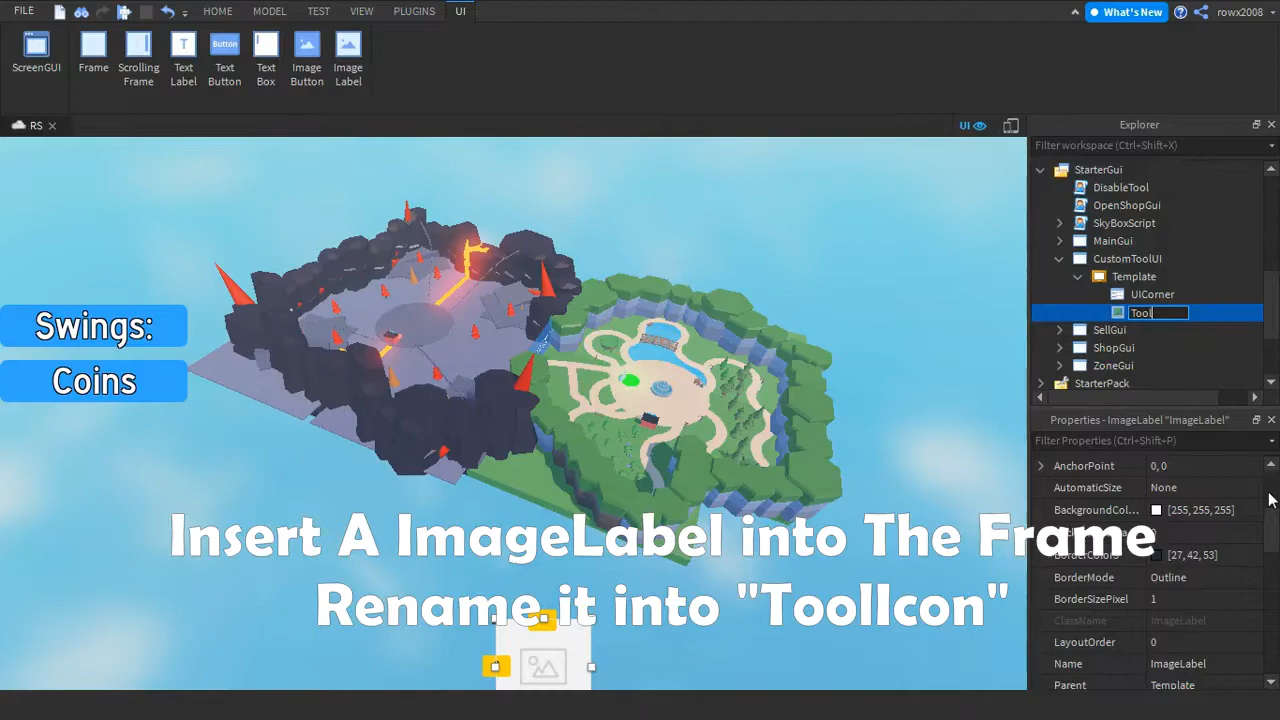 FILE HOME MODEL TEST VIEW PLUGINS UI What's New rowx2008
ScreenGUI Frame Scrolling Frame Text Label Text Button Text Box Image Button Image Label
Button
RS UI
Swings:
Coins
Insert A ImageLabel into The Frame
Rename it into "ToolIcon"
Explorer
Filter workspace (Ctrl+Shift+X)
StarterGui
DisableTool
OpenShopGui
SkyBoxScript
MainGui
CustomToolUI
Template
UICorner
Tool
SellGui
ShopGui
ZoneGui
StarterPack
Properties - ImageLabel "ImageLabel"
Filter Properties (Ctrl+Shift+P)
AnchorPoint 0, 0
AutomaticSize None
BackgroundCol... [255, 255, 255]
[27, 42, 53]
BorderMode Outline
BorderSizePixel 1
ClassName ImageLabel
LayoutOrder 0
Name ImageLabel
Parent Template